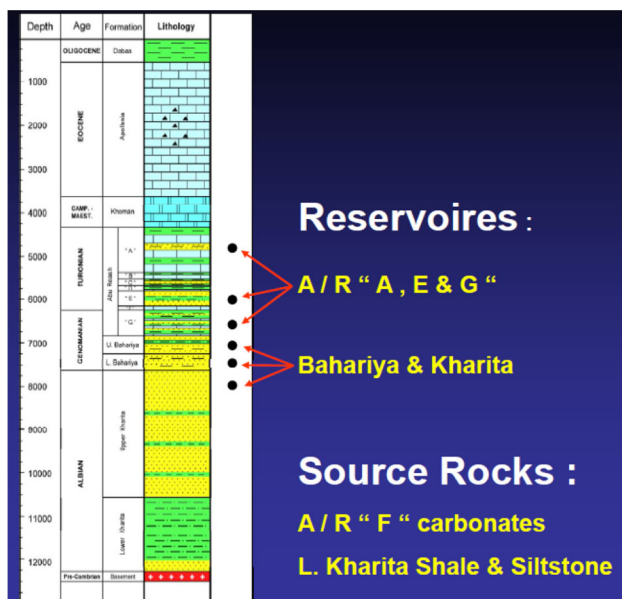 Depth Age Formation Lithology
OLIGOCENE Dabaa
1000
EOCENE
Apollonia
2000
3000
CAMP. -
MAEST.
Khoman
4000
TURONIAN
Abu Roash
" A "
5000
" E "
6000
" G "
CENOMANIAN
7000
U. Bahariya
L. Bahariya
8000
ALBIAN
Upper Kharita
9000
10000
Lower Kharita
11000
12000
Pre-Cambrian Basement
Reservoires :
A / R “ A , E & G “
Bahariya & Kharita
Source Rocks :
A / R “ F “ carbonates
L. Kharita Shale & Siltstone